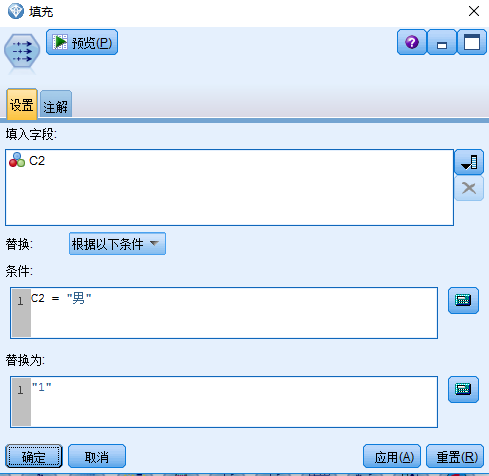 填充
预览(P)
设置
注解
填入字段:
C2
替换:
根据以下条件
条件:
1 C2 = "男"
替换为:
1 "1"
确定
取消
应用(A)
重置(R)